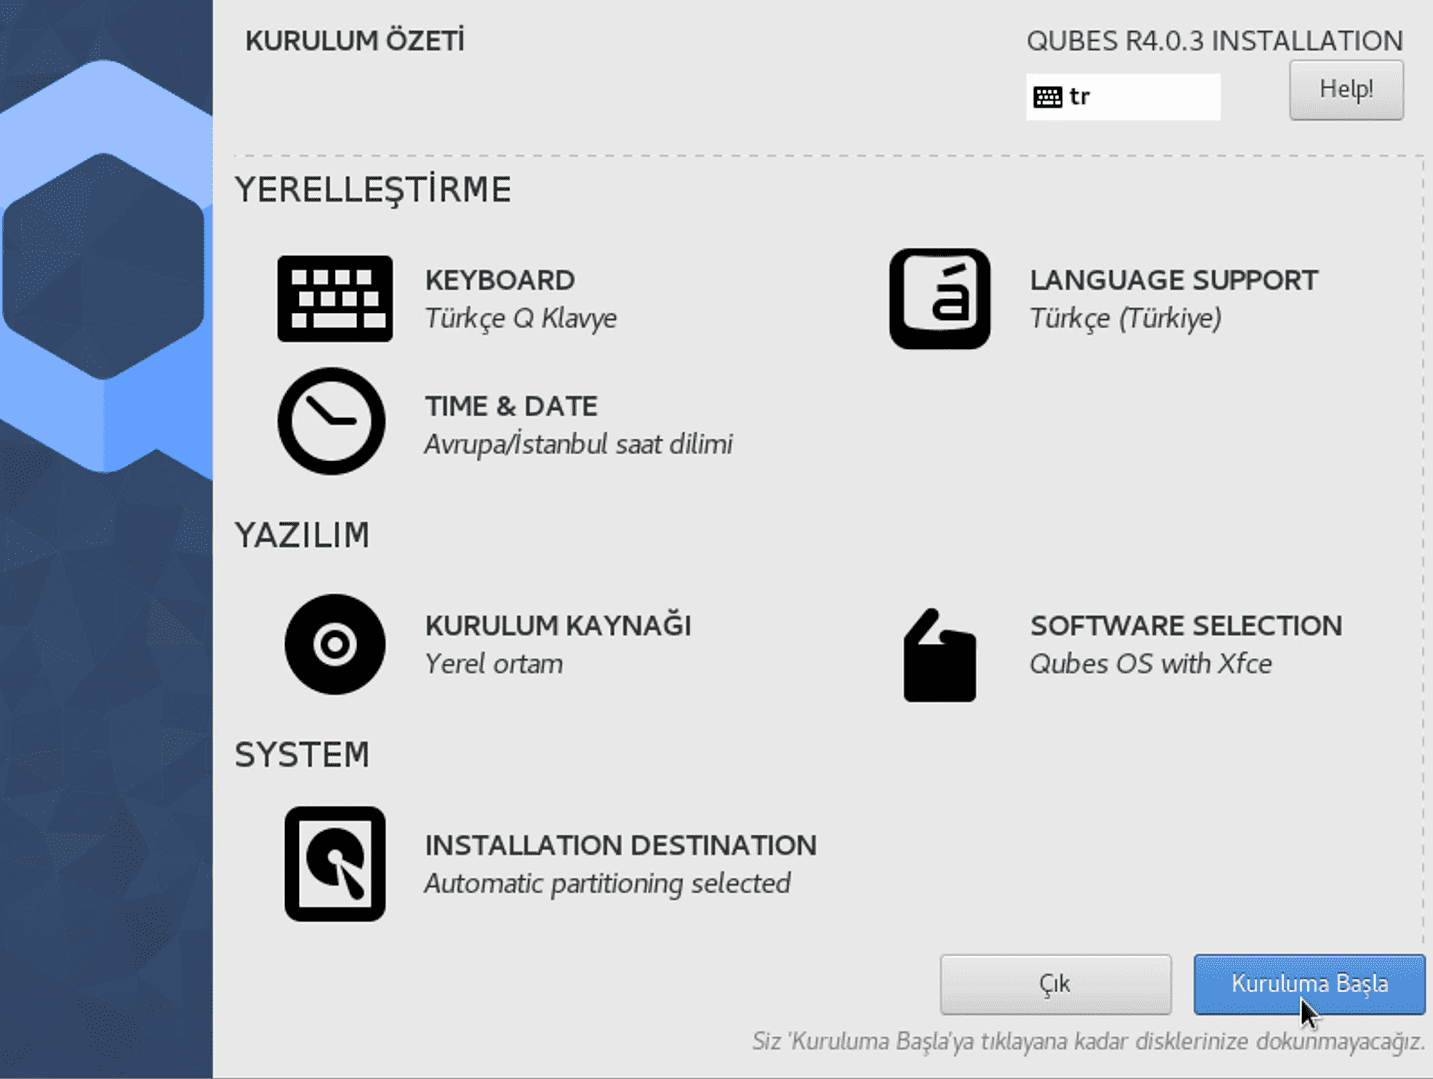 KURULUM ÖZETİ
QUBES R4.0.3 INSTALLATION
tr
Help!
YERELLEŞTİRME
KEYBOARD
Türkçe Q Klavye
LANGUAGE SUPPORT
Türkçe (Türkiye)
TIME & DATE
Avrupa/İstanbul saat dilimi
YAZILIM
KURULUM KAYNAĞI
Yerel ortam
SOFTWARE SELECTION
Qubes OS with Xfce
SYSTEM
INSTALLATION DESTINATION
Automatic partitioning selected
Çık
Kuruluma Başla
Siz 'Kuruluma Başla'ya tıklayana kadar disklerinize dokunmayacağız.